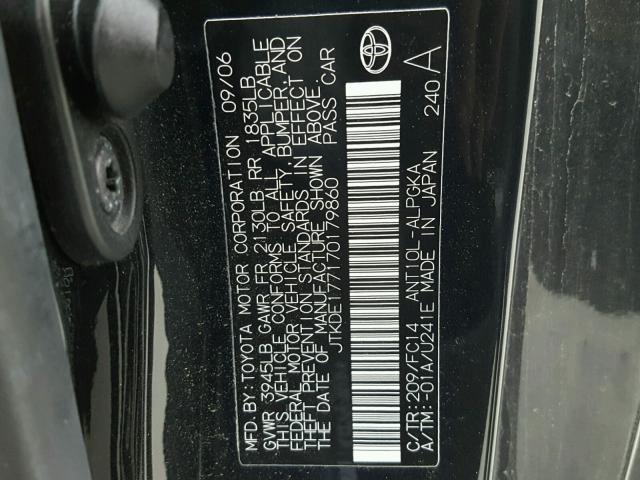 MFD. BY: TOYOTA MOTOR CORPORATION 09/06
GVWR 3945LB GAWR FR 2130LB RR 1835LB
THIS VEHICLE CONFORMS TO ALL APPLICABLE
FEDERAL MOTOR VEHICLE SAFETY, BUMPER, AND
THEFT PREVENTION STANDARDS IN EFFECT ON
THE DATE OF MANUFACTURE SHOWN ABOVE.
JTKDE177170179860 PASS CAR
C/TR: 209/FC14 ANT10L-ALPGKA
A/TM: -01A/U241E MADE IN JAPAN 240 A